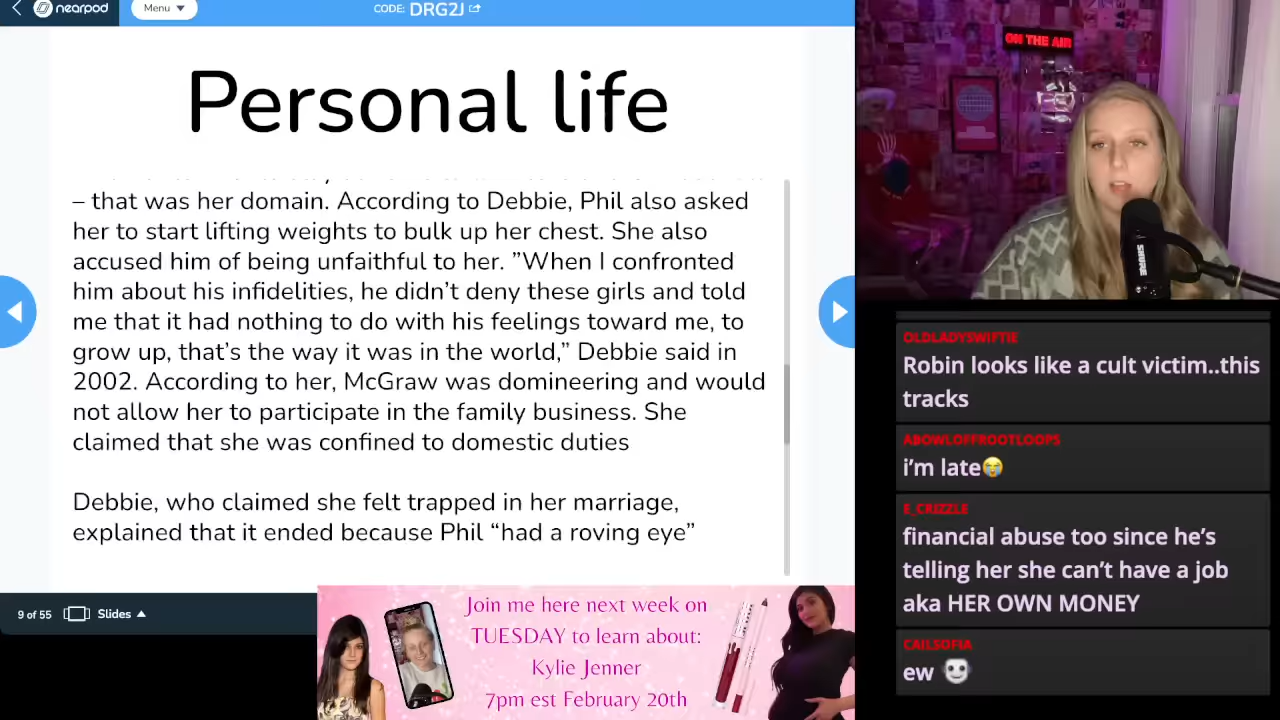 nearpod
Menu
CODE: DRG2J
ON THE AIR
Personal life
– that was her domain. According to Debbie, Phil also asked
her to start lifting weights to bulk up her chest. She also
accused him of being unfaithful to her. ”When I confronted
him about his infidelities, he didn’t deny these girls and told
me that it had nothing to do with his feelings toward me, to
grow up, that’s the way it was in the world,” Debbie said in
2002. According to her, McGraw was domineering and would
not allow her to participate in the family business. She
claimed that she was confined to domestic duties
Debbie, who claimed she felt trapped in her marriage,
explained that it ended because Phil “had a roving eye”
SHURE
OLDLADYSWIFTIE
Robin looks like a cult victim..this
tracks
ABOWLOFFROOTLOOPS
i’m late😭
E_CRIZZLE
financial abuse too since he’s
telling her she can’t have a job
aka HER OWN MONEY
CAILSOFIA
ew
9 of 55
Slides
Join me here next week on
TUESDAY to learn about:
Kylie Jenner
7pm est February 20th